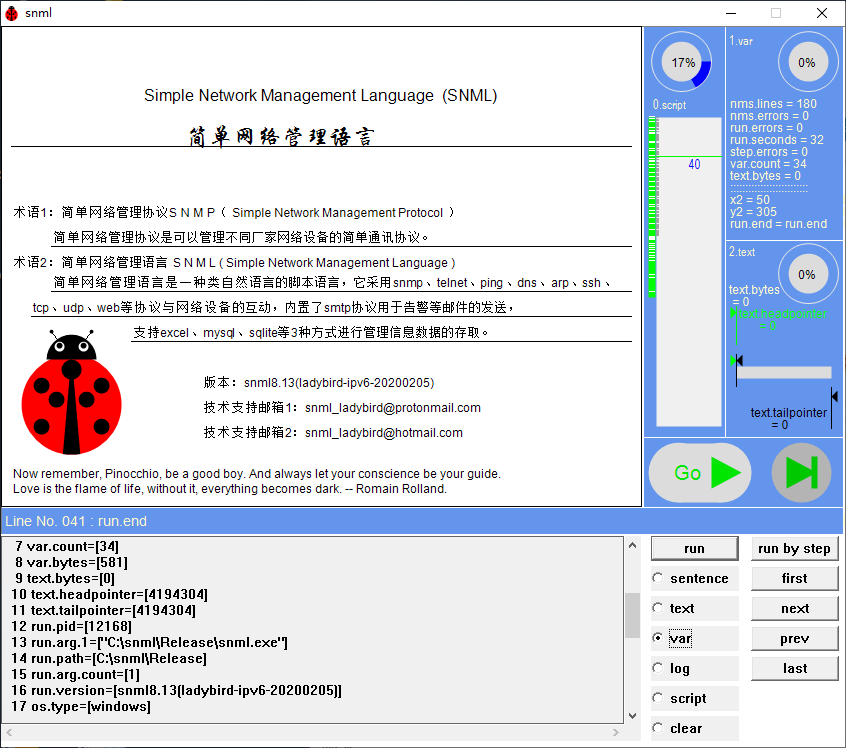 snml
Simple Network Management Language (SNML)
简单网络管理语言
术语1：简单网络管理协议S N M P（ Simple Network Management Protocol ）
简单网络管理协议是可以管理不同厂家网络设备的简单通讯协议。
术语2：简单网络管理语言 S N M L ( Simple Network Management Language )
简单网络管理语言是一种类自然语言的脚本语言，它采用snmp、telnet、ping、dns、arp、ssh、
tcp、udp、web等协议与网络设备的互动，内置了smtp协议用于告警等邮件的发送，
支持excel、mysql、sqlite等3种方式进行管理信息数据的存取。
版本：snml8.13(ladybird-ipv6-20200205)
技术支持邮箱1：snml_ladybird@protonmail.com
技术支持邮箱2：snml_ladybird@hotmail.com
Now remember, Pinocchio, be a good boy. And always let your conscience be your guide.
Love is the flame of life, without it, everything becomes dark. -- Romain Rolland.
17%
0.script
40
1.var
0%
nms.lines = 180
nms.errors = 0
run.errors = 0
run.seconds = 32
step.errors = 0
var.count = 34
text.bytes = 0
x2 = 50
y2 = 305
run.end = run.end
2.text
0%
text.bytes
= 0
text.headpointer
= 0
text.tailpointer
= 0
Go
Line No. 041 : run.end
7 var.count=[34]
8 var.bytes=[581]
9 text.bytes=[0]
10 text.headpointer=[4194304]
11 text.tailpointer=[4194304]
12 run.pid=[12168]
13 run.arg.1=["C:\snml\Release\snml.exe"]
14 run.path=[C:\snml\Release]
15 run.arg.count=[1]
16 run.version=[snml8.13(ladybird-ipv6-20200205)]
17 os.type=[windows]
run
run by step
sentence
first
text
next
var
prev
log
last
script
clear